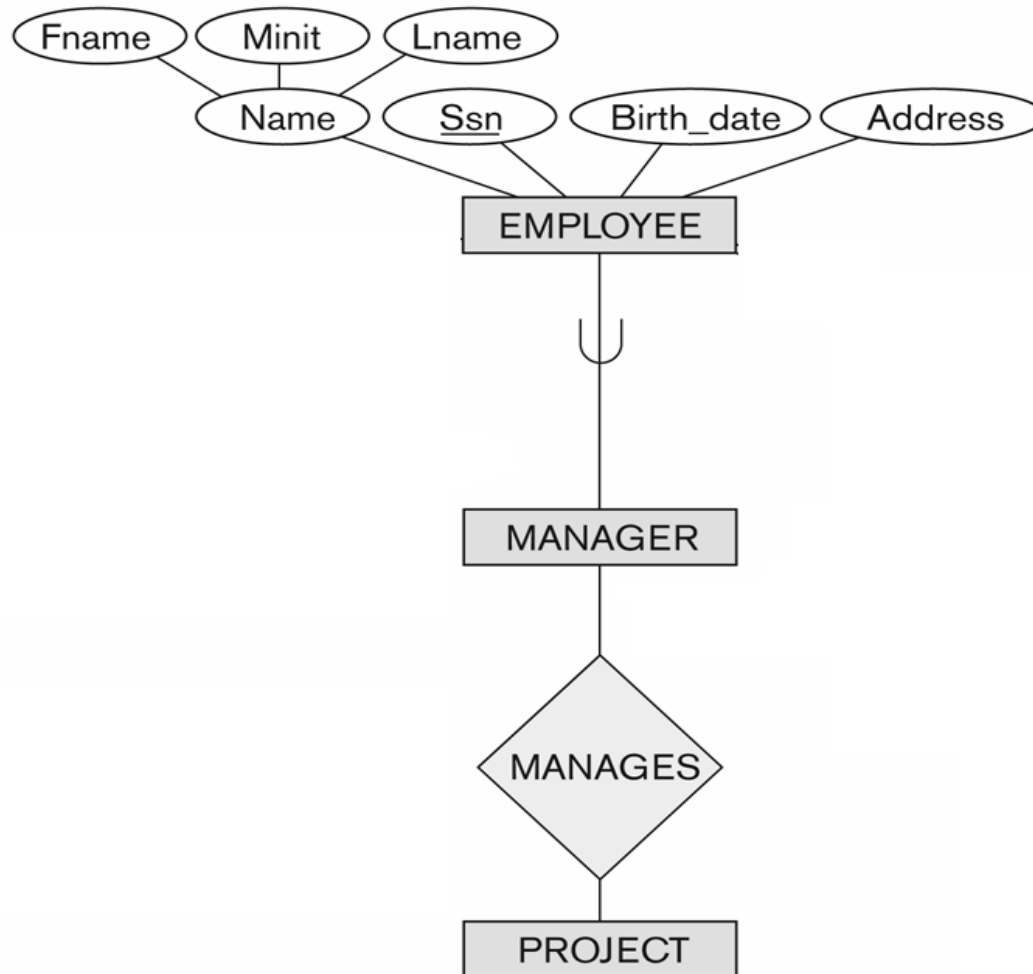 Fname Minit Lname
Name Ssn Birth_date Address
EMPLOYEE
MANAGER
MANAGES
PROJECT